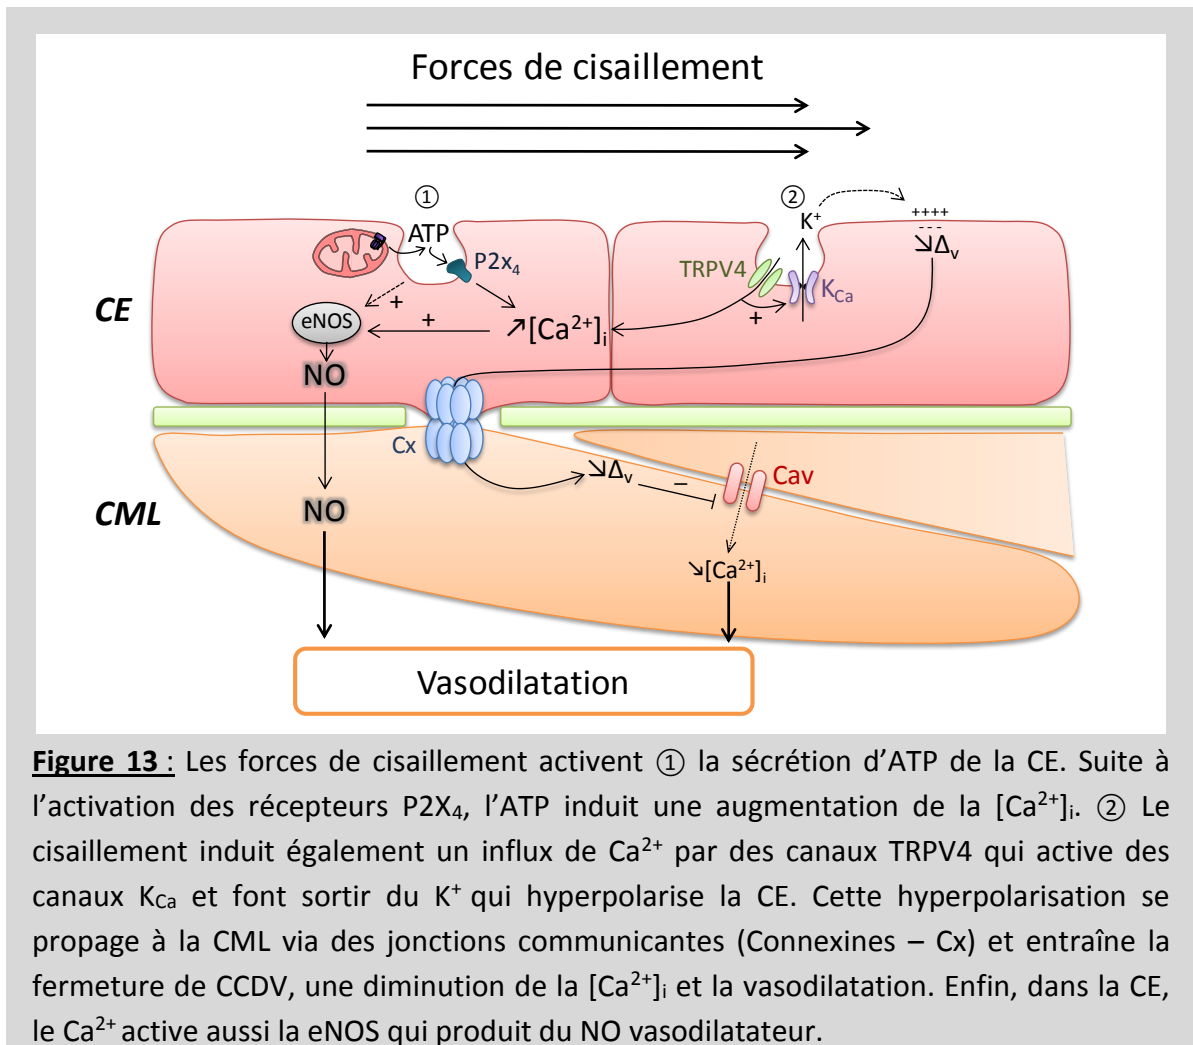 Forces de cisaillement
① ②
ATP K⁺ ++++
---
P2x₄ TRPV4 ↘Δᵥ
K_Ca
CE + +
eNOS + ↗[Ca²⁺]ᵢ
NO
Cx ↘Δᵥ – Cav
CML NO
↘[Ca²⁺]ᵢ
Vasodilatation
Figure 13 : Les forces de cisaillement activent ① la sécrétion d’ATP de la CE. Suite à
l’activation des récepteurs P2X₄, l’ATP induit une augmentation de la [Ca²⁺]ᵢ. ② Le
cisaillement induit également un influx de Ca²⁺ par des canaux TRPV4 qui active des
canaux K_Ca et font sortir du K⁺ qui hyperpolarise la CE. Cette hyperpolarisation se
propage à la CML via des jonctions communicantes (Connexines – Cx) et entraîne la
fermeture de CCDV, une diminution de la [Ca²⁺]ᵢ et la vasodilatation. Enfin, dans la CE,
le Ca²⁺ active aussi la eNOS qui produit du NO vasodilatateur.